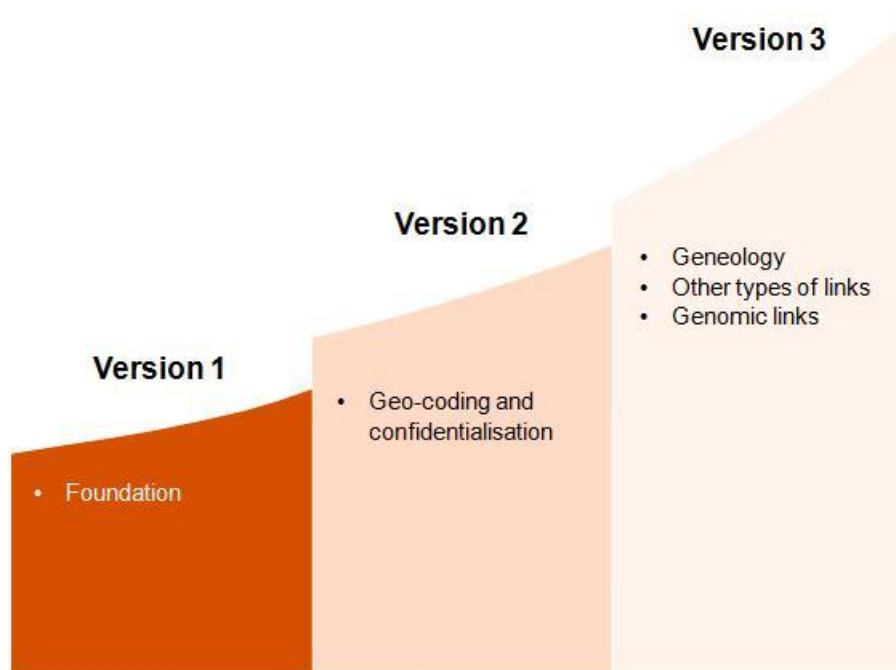 Version 1
• Foundation
Version 2
• Geo-coding and
confidentialisation
Version 3
• Geneology
• Other types of links
• Genomic links